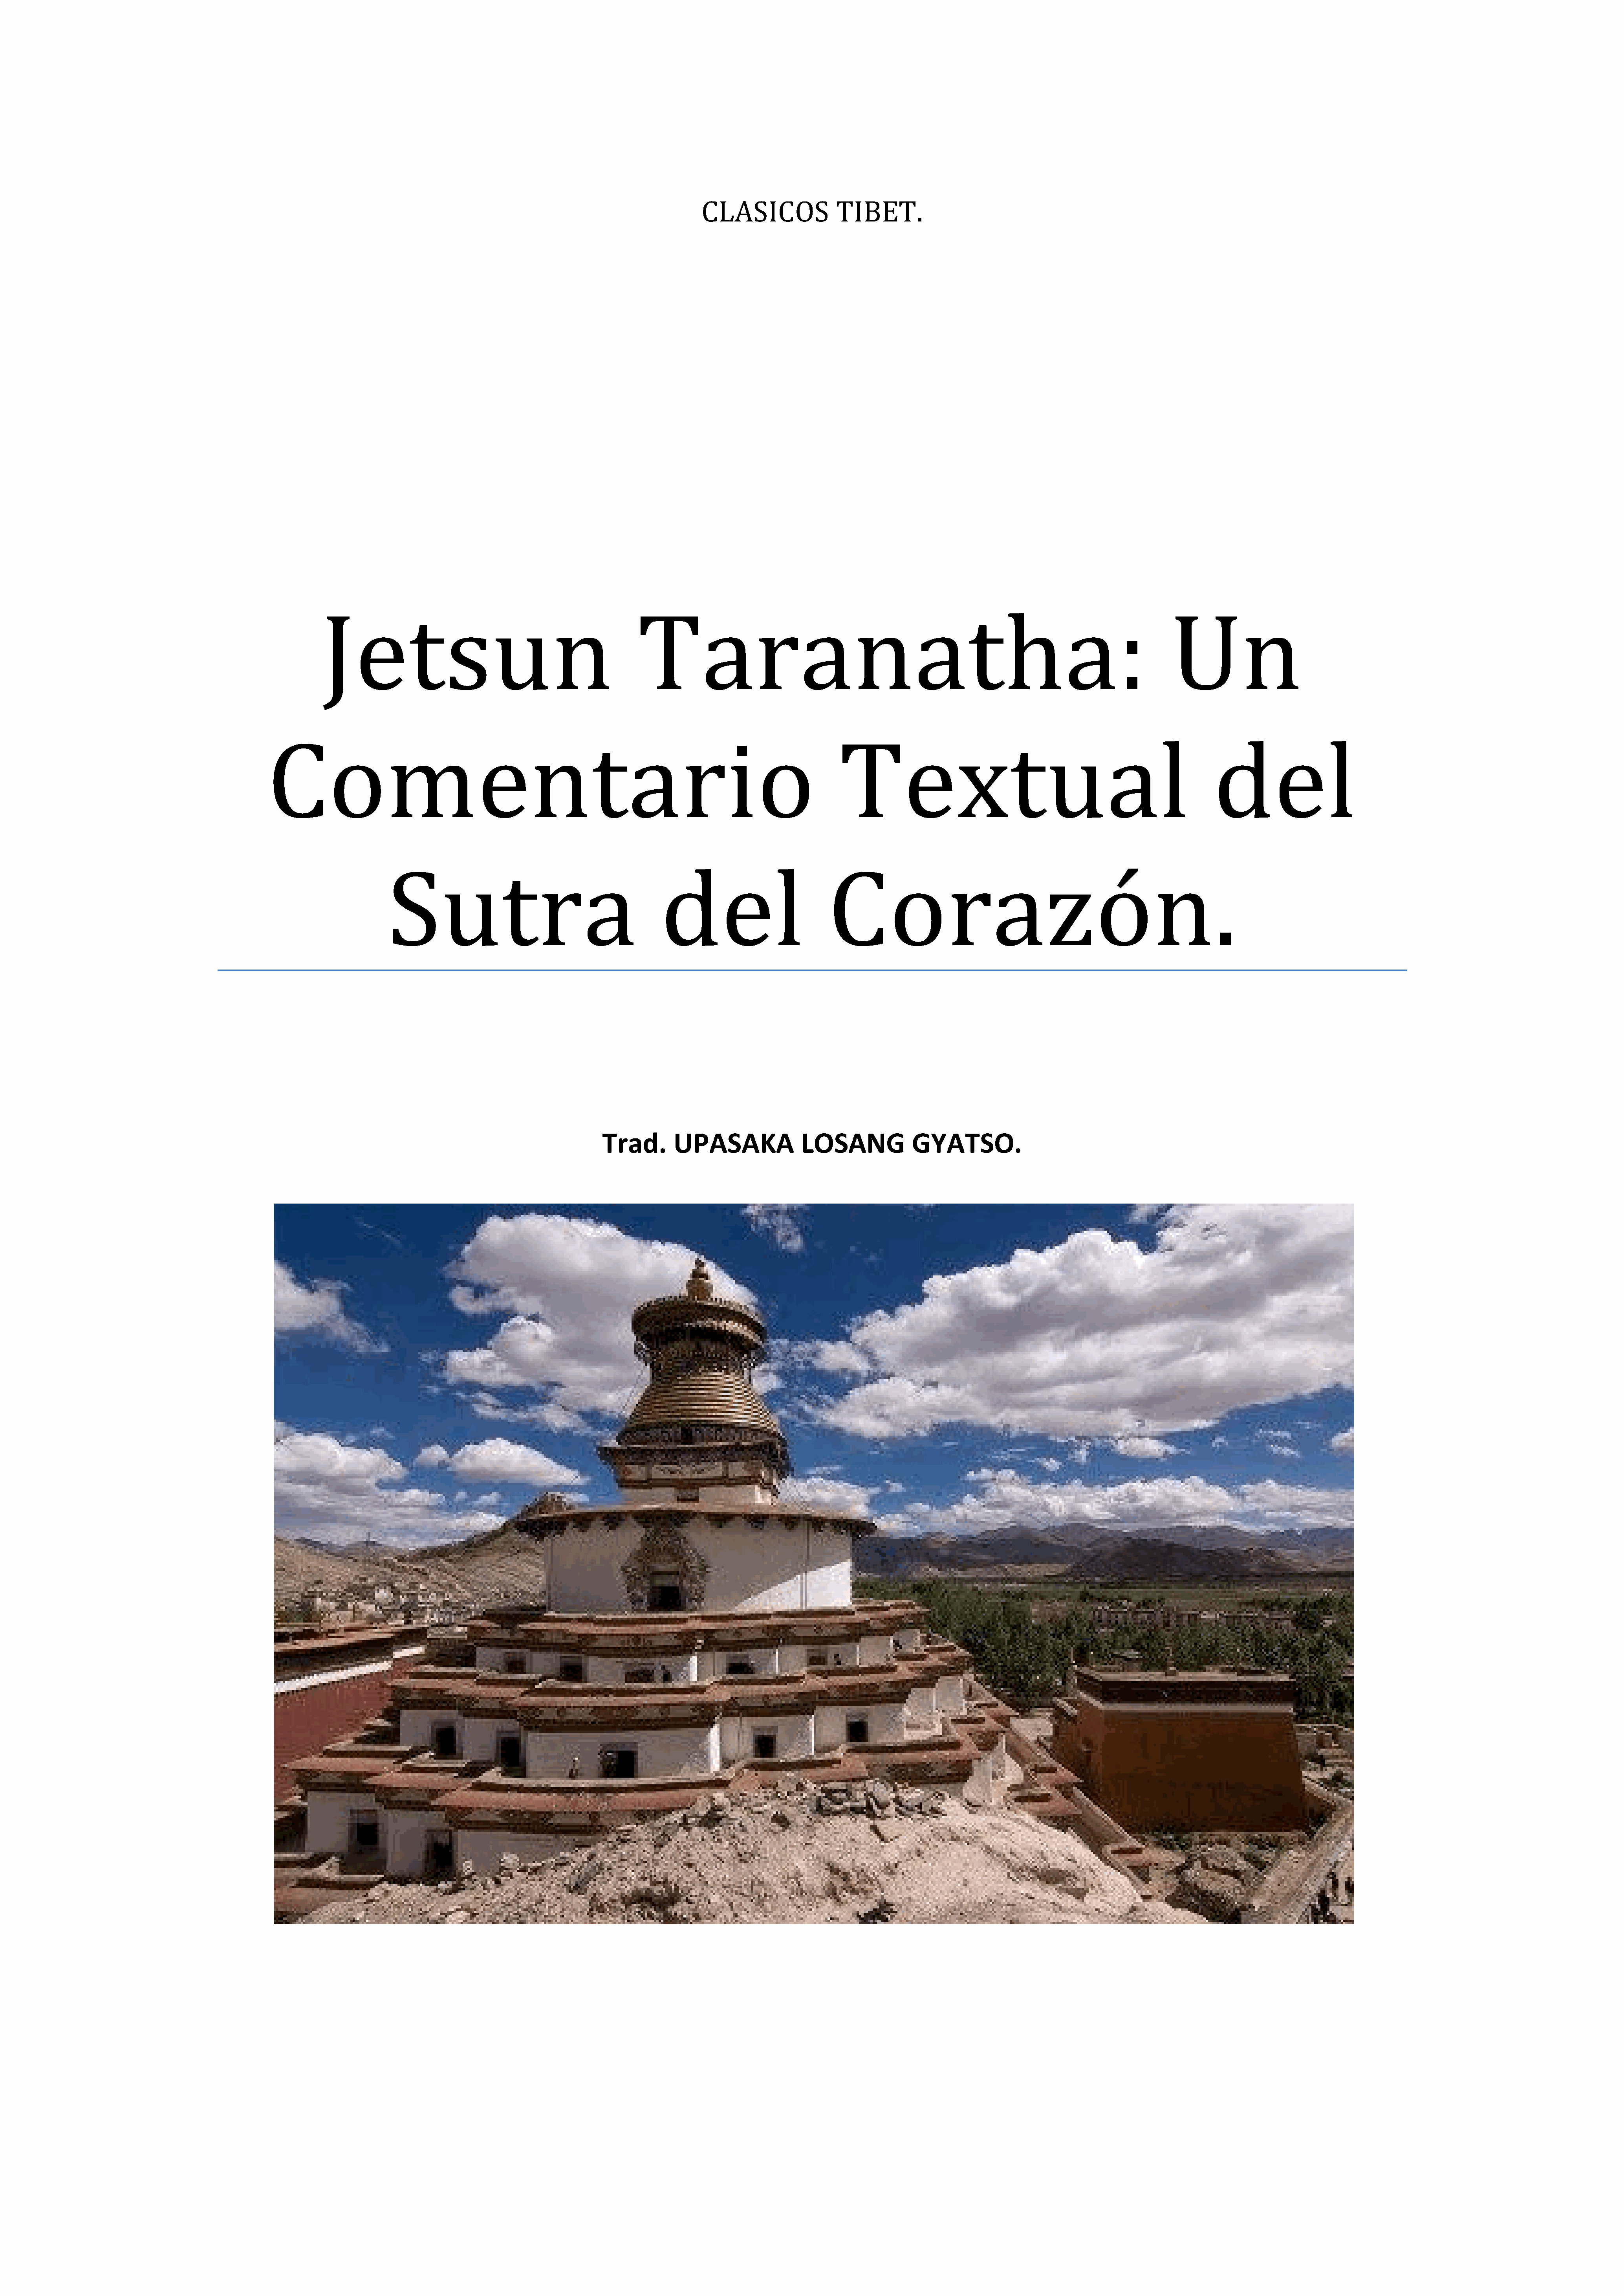 CLASICOS TIBET.
Jetsun Taranatha: Un
Comentario Textual del
Sutra del Corazón.
Trad. UPASAKA LOSANG GYATSO.